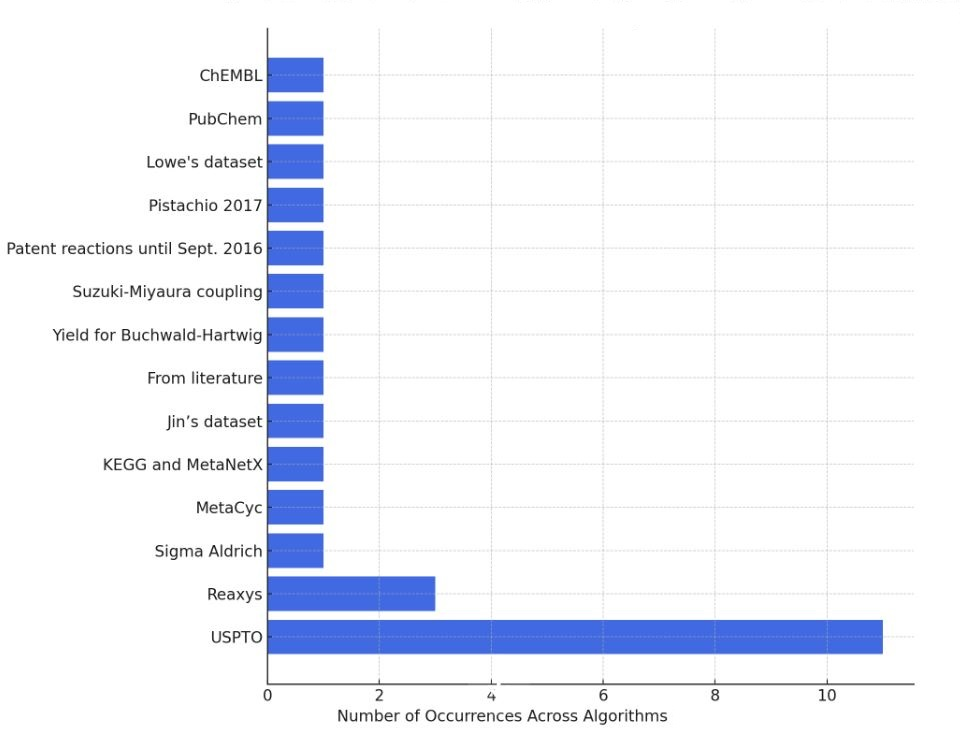 ChEMBL
PubChem
Lowe's dataset
Pistachio 2017
Patent reactions until Sept. 2016
Suzuki-Miyaura coupling
Yield for Buchwald-Hartwig
From literature
Jin’s dataset
KEGG and MetaNetX
MetaCyc
Sigma Aldrich
Reaxys
USPTO
0 2 4 6 8 10
Number of Occurrences Across Algorithms